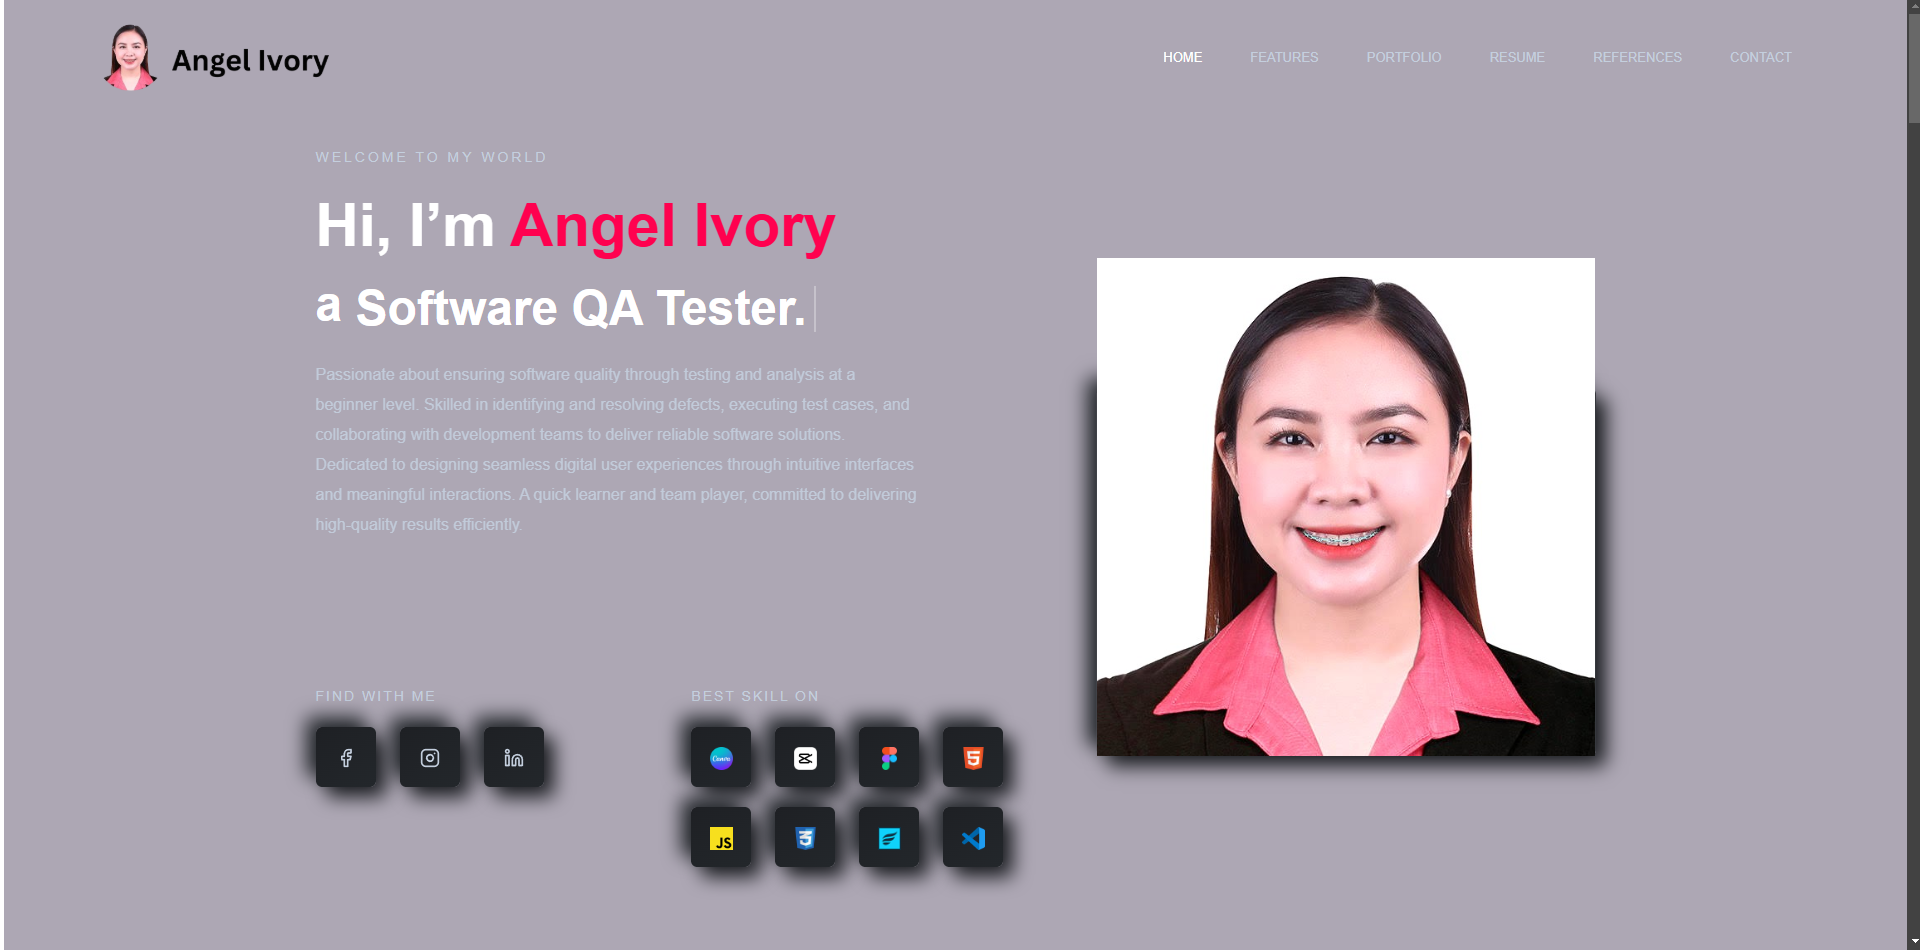 Angel Ivory
HOME FEATURES PORTFOLIO RESUME REFERENCES CONTACT
WELCOME TO MY WORLD
Hi, I’m Angel Ivory
a Software QA Tester.
Passionate about ensuring software quality through testing and analysis at a
beginner level. Skilled in identifying and resolving defects, executing test cases, and
collaborating with development teams to deliver reliable software solutions.
Dedicated to designing seamless digital user experiences through intuitive interfaces
and meaningful interactions. A quick learner and team player, committed to delivering
high-quality results efficiently.
FIND WITH ME
BEST SKILL ON
Canva
5
JS
3